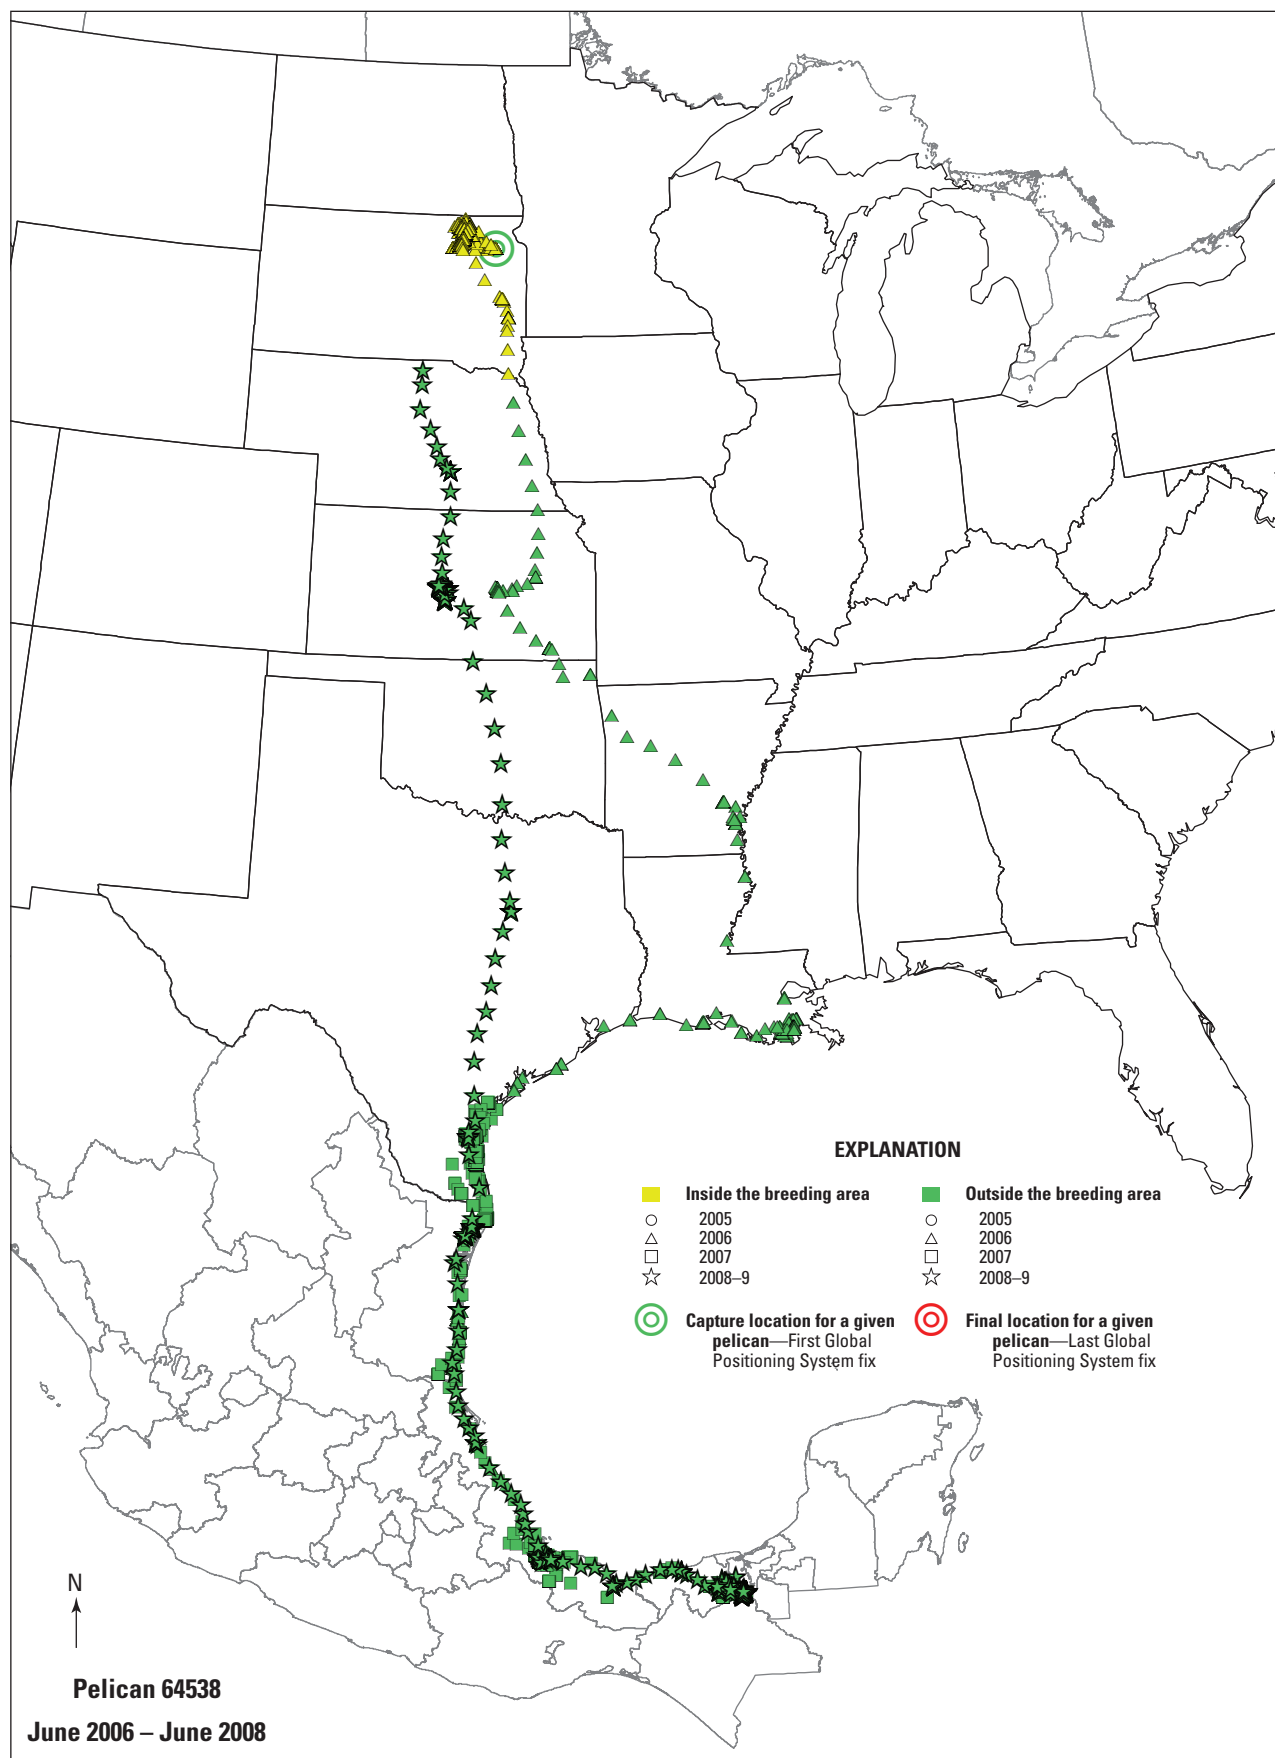 EXPLANATION
Inside the breeding area
2005
2006
2007
2008–9
Capture location for a given
pelican—First Global
Positioning System fix
Outside the breeding area
2005
2006
2007
2008–9
Final location for a given
pelican—Last Global
Positioning System fix
N
Pelican 64538
June 2006 – June 2008